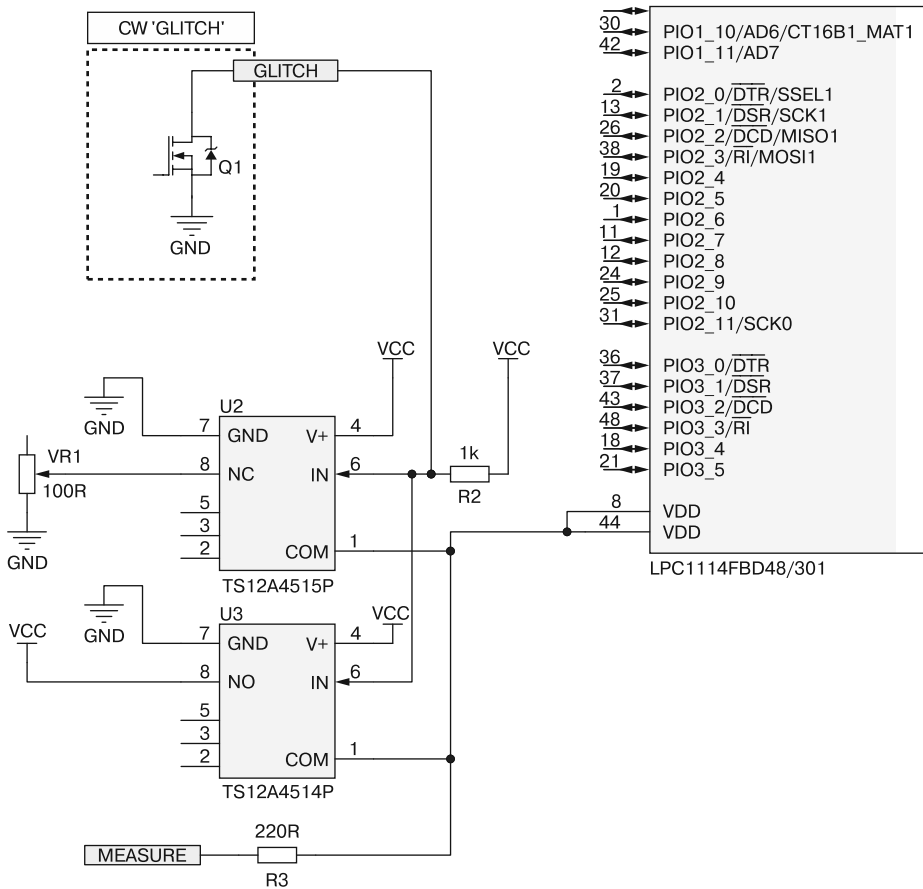 CW 'GLITCH'
GLITCH
Q1
GND
30 PIO1_10/AD6/CT16B1_MAT1
42 PIO1_11/AD7
2 PIO2_0/DTR/SSEL1
13 PIO2_1/DSR/SCK1
26 PIO2_2/DCD/MISO1
38 PIO2_3/RI/MOSI1
19 PIO2_4
20 PIO2_5
1 PIO2_6
11 PIO2_7
12 PIO2_8
24 PIO2_9
25 PIO2_10
31 PIO2_11/SCK0
36 PIO3_0/DTR
37 PIO3_1/DSR
43 PIO3_2/DCD
48 PIO3_3/RI
18 PIO3_4
21 PIO3_5
8 VDD
44 VDD
LPC1114FBD48/301
VCC
VCC
GND
U2
7 GND V+ 4
VR1
100R
8 NC IN 6
1k
R2
5
3
2 COM 1
GND
TS12A4515P
GND
U3
VCC
VCC
7 GND V+ 4
8 NO IN 6
5
3
2 COM 1
TS12A4514P
MEASURE
220R
R3